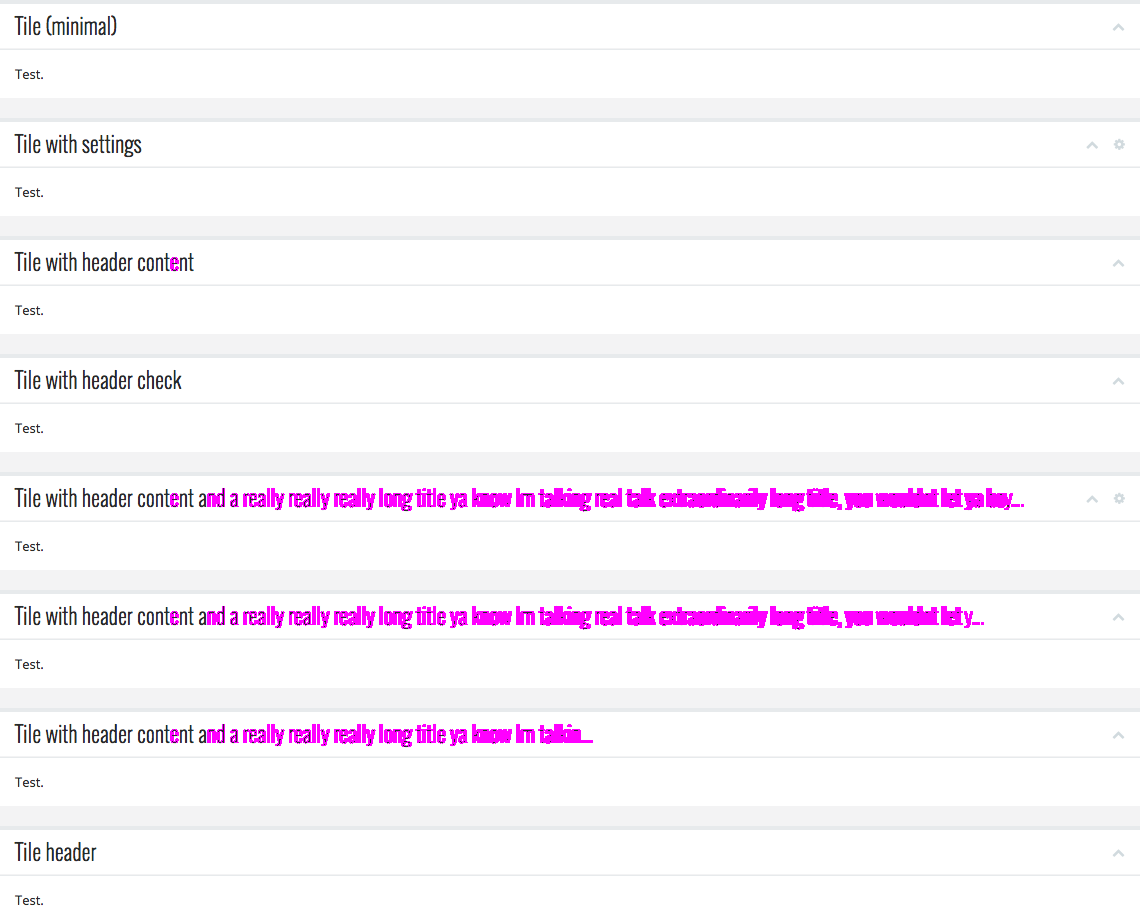 Tile (minimal)
Test.
Tile with settings
Test.
Tile with header content
Test.
Tile with header check
Test.
Tile with header content and a really really really long title ya know Im talking real talk extraordinarily long title, you wouldnt let ya boy...
Test.
Tile with header content and a really really really long title ya know Im talking real talk extraordinarily long title, you wouldnt let y...
Test.
Tile with header content and a really really really long title ya know Im talkin...
Test.
Tile header
Test.